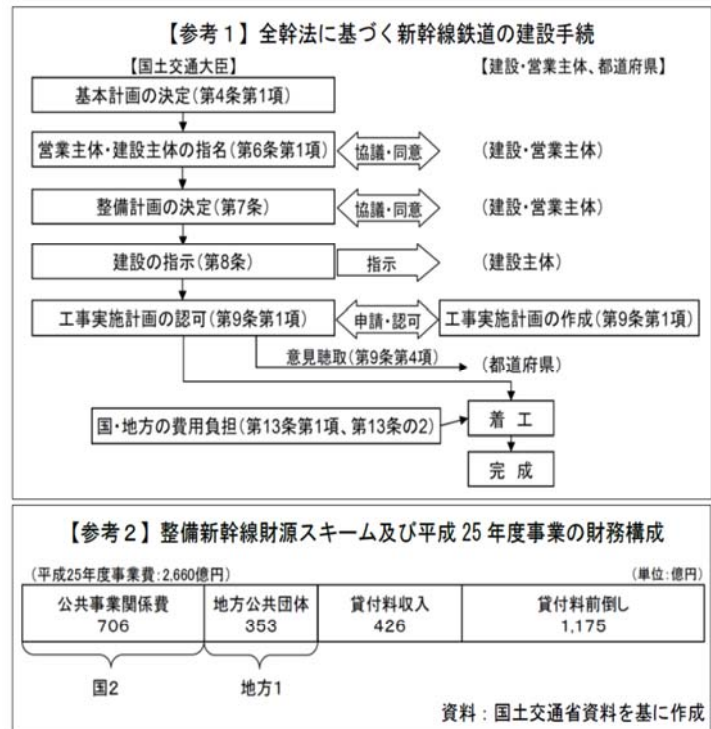 【参考１】全幹法に基づく新幹線鉄道の建設手続
【国土交通大臣】
【建設・営業主体、都道府県】
基本計画の決定(第4条第1項)
営業主体・建設主体の指名(第6条第1項)
協議・同意
(建設・営業主体)
整備計画の決定(第7条)
協議・同意
(建設・営業主体)
建設の指示(第8条)
指示
(建設主体)
工事実施計画の認可(第9条第1項)
申請・認可
工事実施計画の作成(第9条第1項)
意見聴取(第9条第4項)
(都道府県)
国・地方の費用負担(第13条第1項、第13条の2)
着 工
完 成
【参考２】整備新幹線財源スキーム及び平成 25 年度事業の財務構成
(平成25年度事業費:2,660億円)
(単位:億円)
公共事業関係費
706
地方公共団体
353
貸付料収入
426
貸付料前倒し
1,175
国2
地方1
資料：国土交通省資料を基に作成